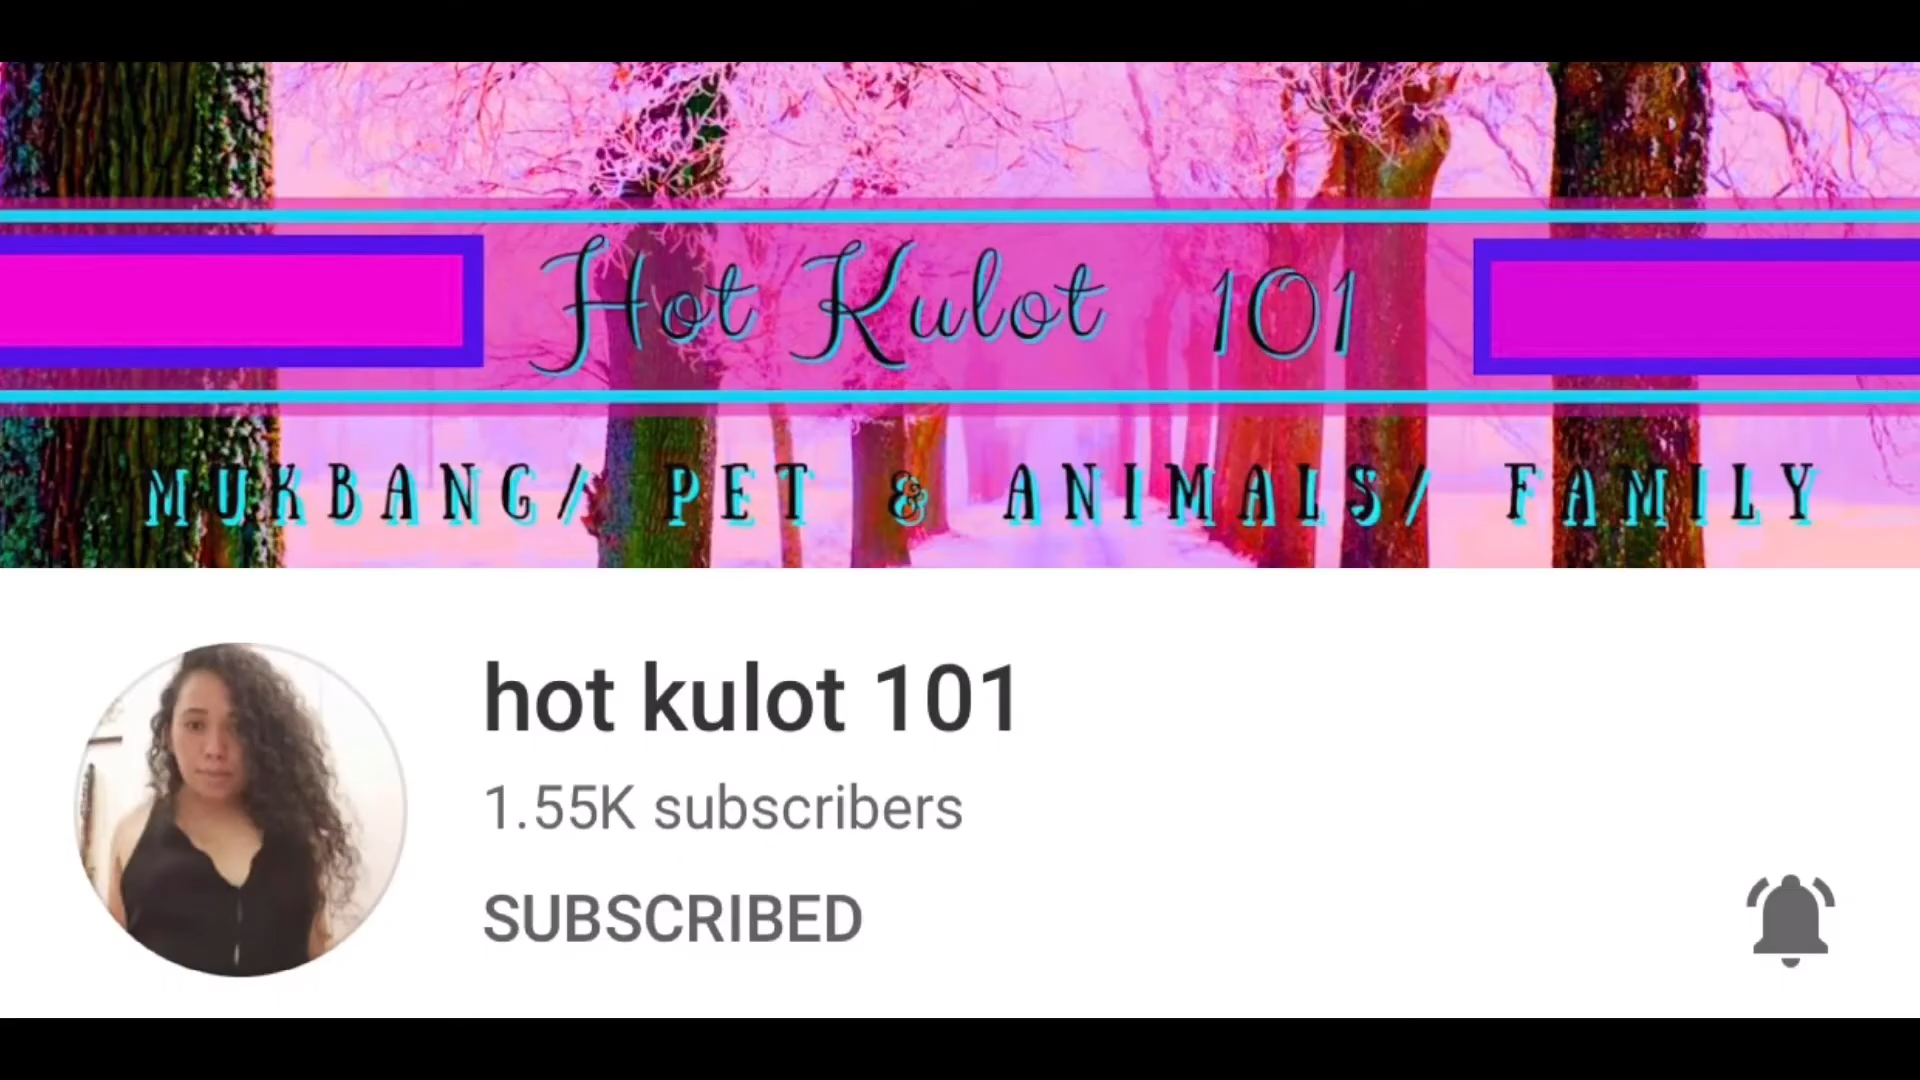 Hot Kulot 101
MUKBANG/ PET & ANIMALS/ FAMILY
hot kulot 101
1.55K subscribers
SUBSCRIBED